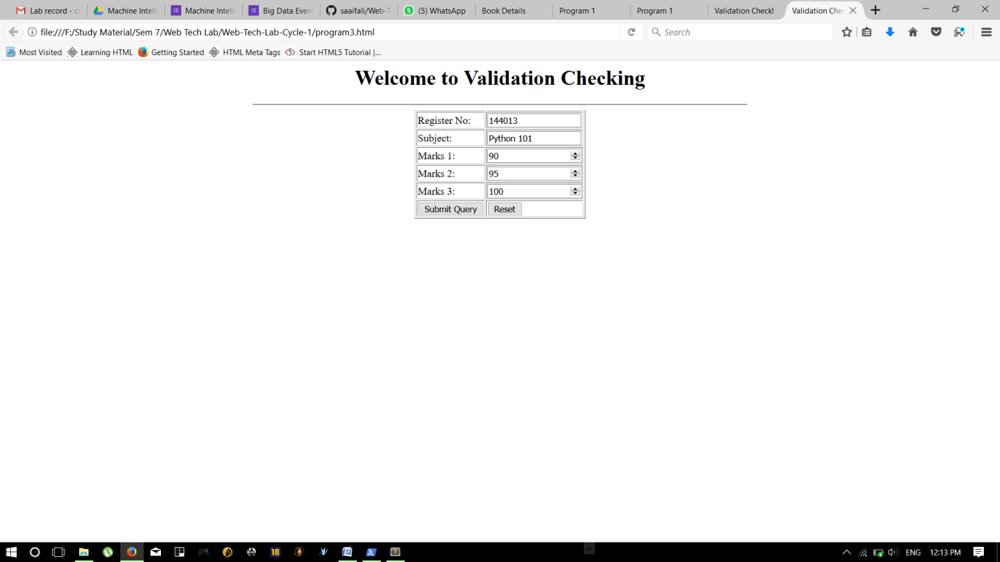 Lab record - cr
Machine Intelli
Machine Intelli
Big Data Event
saaifali/Web-T
(5) WhatsApp
Book Details
Program 1
Program 1
Validation Check!
Validation Chec
file:///F:/Study Material/Sem 7/Web Tech Lab/Web-Tech-Lab-Cycle-1/program3.html
Search
Most Visited
Learning HTML
Getting Started
HTML Meta Tags
Start HTML5 Tutorial |...
Welcome to Validation Checking
Register No: 144013
Subject: Python 101
Marks 1: 90
Marks 2: 95
Marks 3: 100
Submit Query Reset
18
ENG 12:13 PM